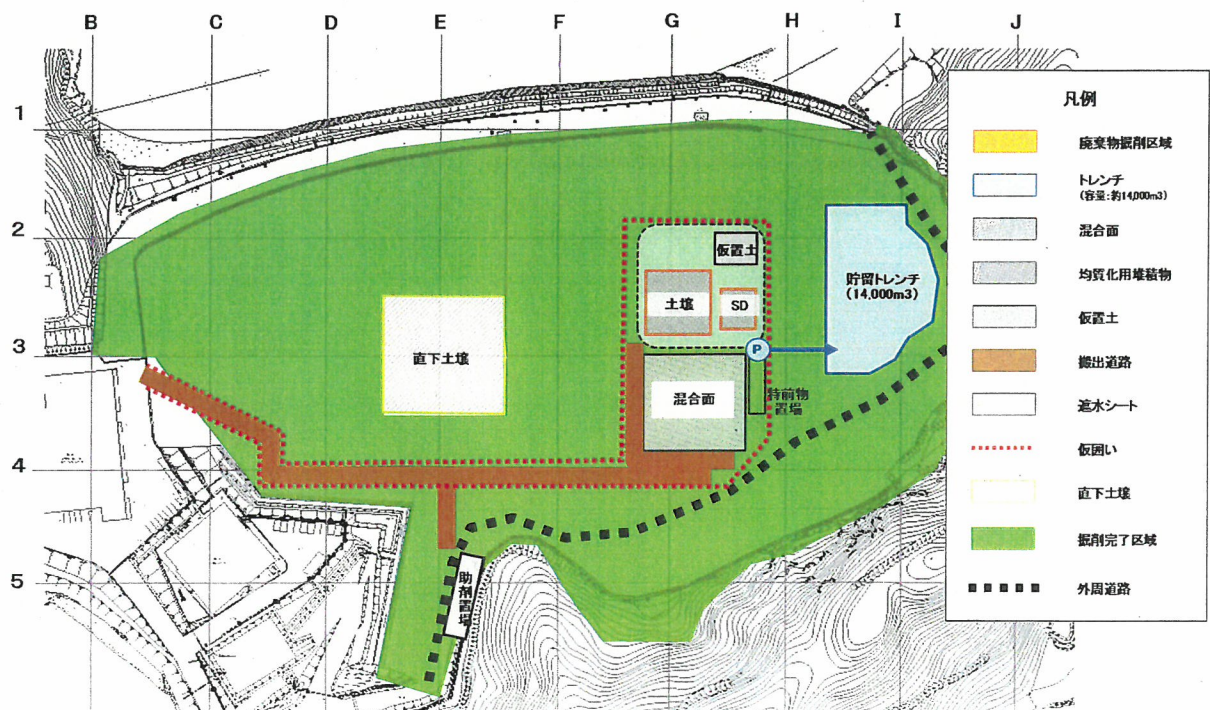 B C D E F G H I J
1
2
3
4
5
仮置土
土壌
SD
P
貯留トレンチ
(14,000m3)
直下土壌
混合面
特前物
置場
助剤置場
凡例
廃棄物掘削区域
トレンチ
(容量:約14,000m3)
混合面
均質化用堆積物
仮置土
搬出道路
遮水シート
仮囲い
直下土壌
掘削完了区域
外周道路